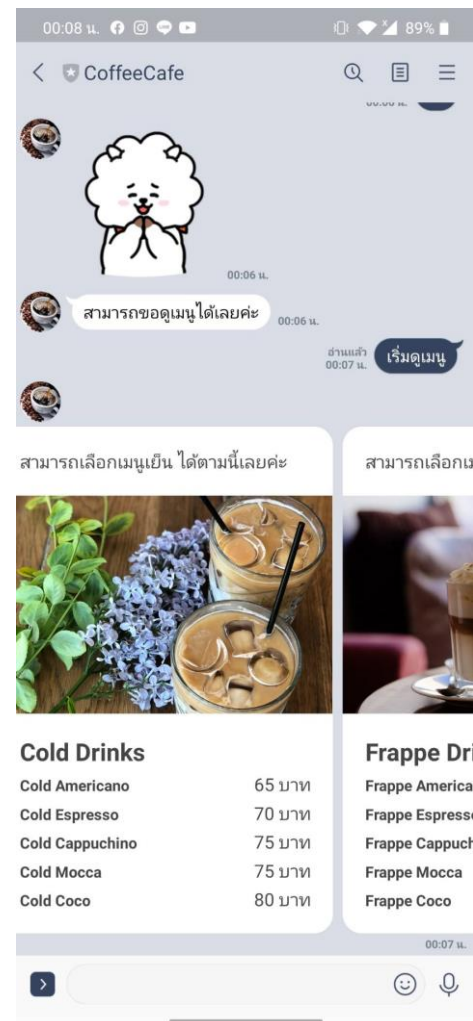 00:08 น. 89%
CoffeeCafe
00:06 น.
สามารถขอดูเมนูได้เลยค่ะ 00:06 น.
อ่านแล้ว
00:07 น. เริ่มดูเมนู
สามารถเลือกเมนูเย็น ได้ตามนี้เลยค่ะ
Cold Drinks
Cold Americano 65 บาท
Cold Espresso 70 บาท
Cold Cappuchino 75 บาท
Cold Mocca 75 บาท
Cold Coco 80 บาท
สามารถเลือกเม
Frappe Dri
Frappe America
Frappe Espresso
Frappe Cappuch
Frappe Mocca
Frappe Coco
00:07 น.